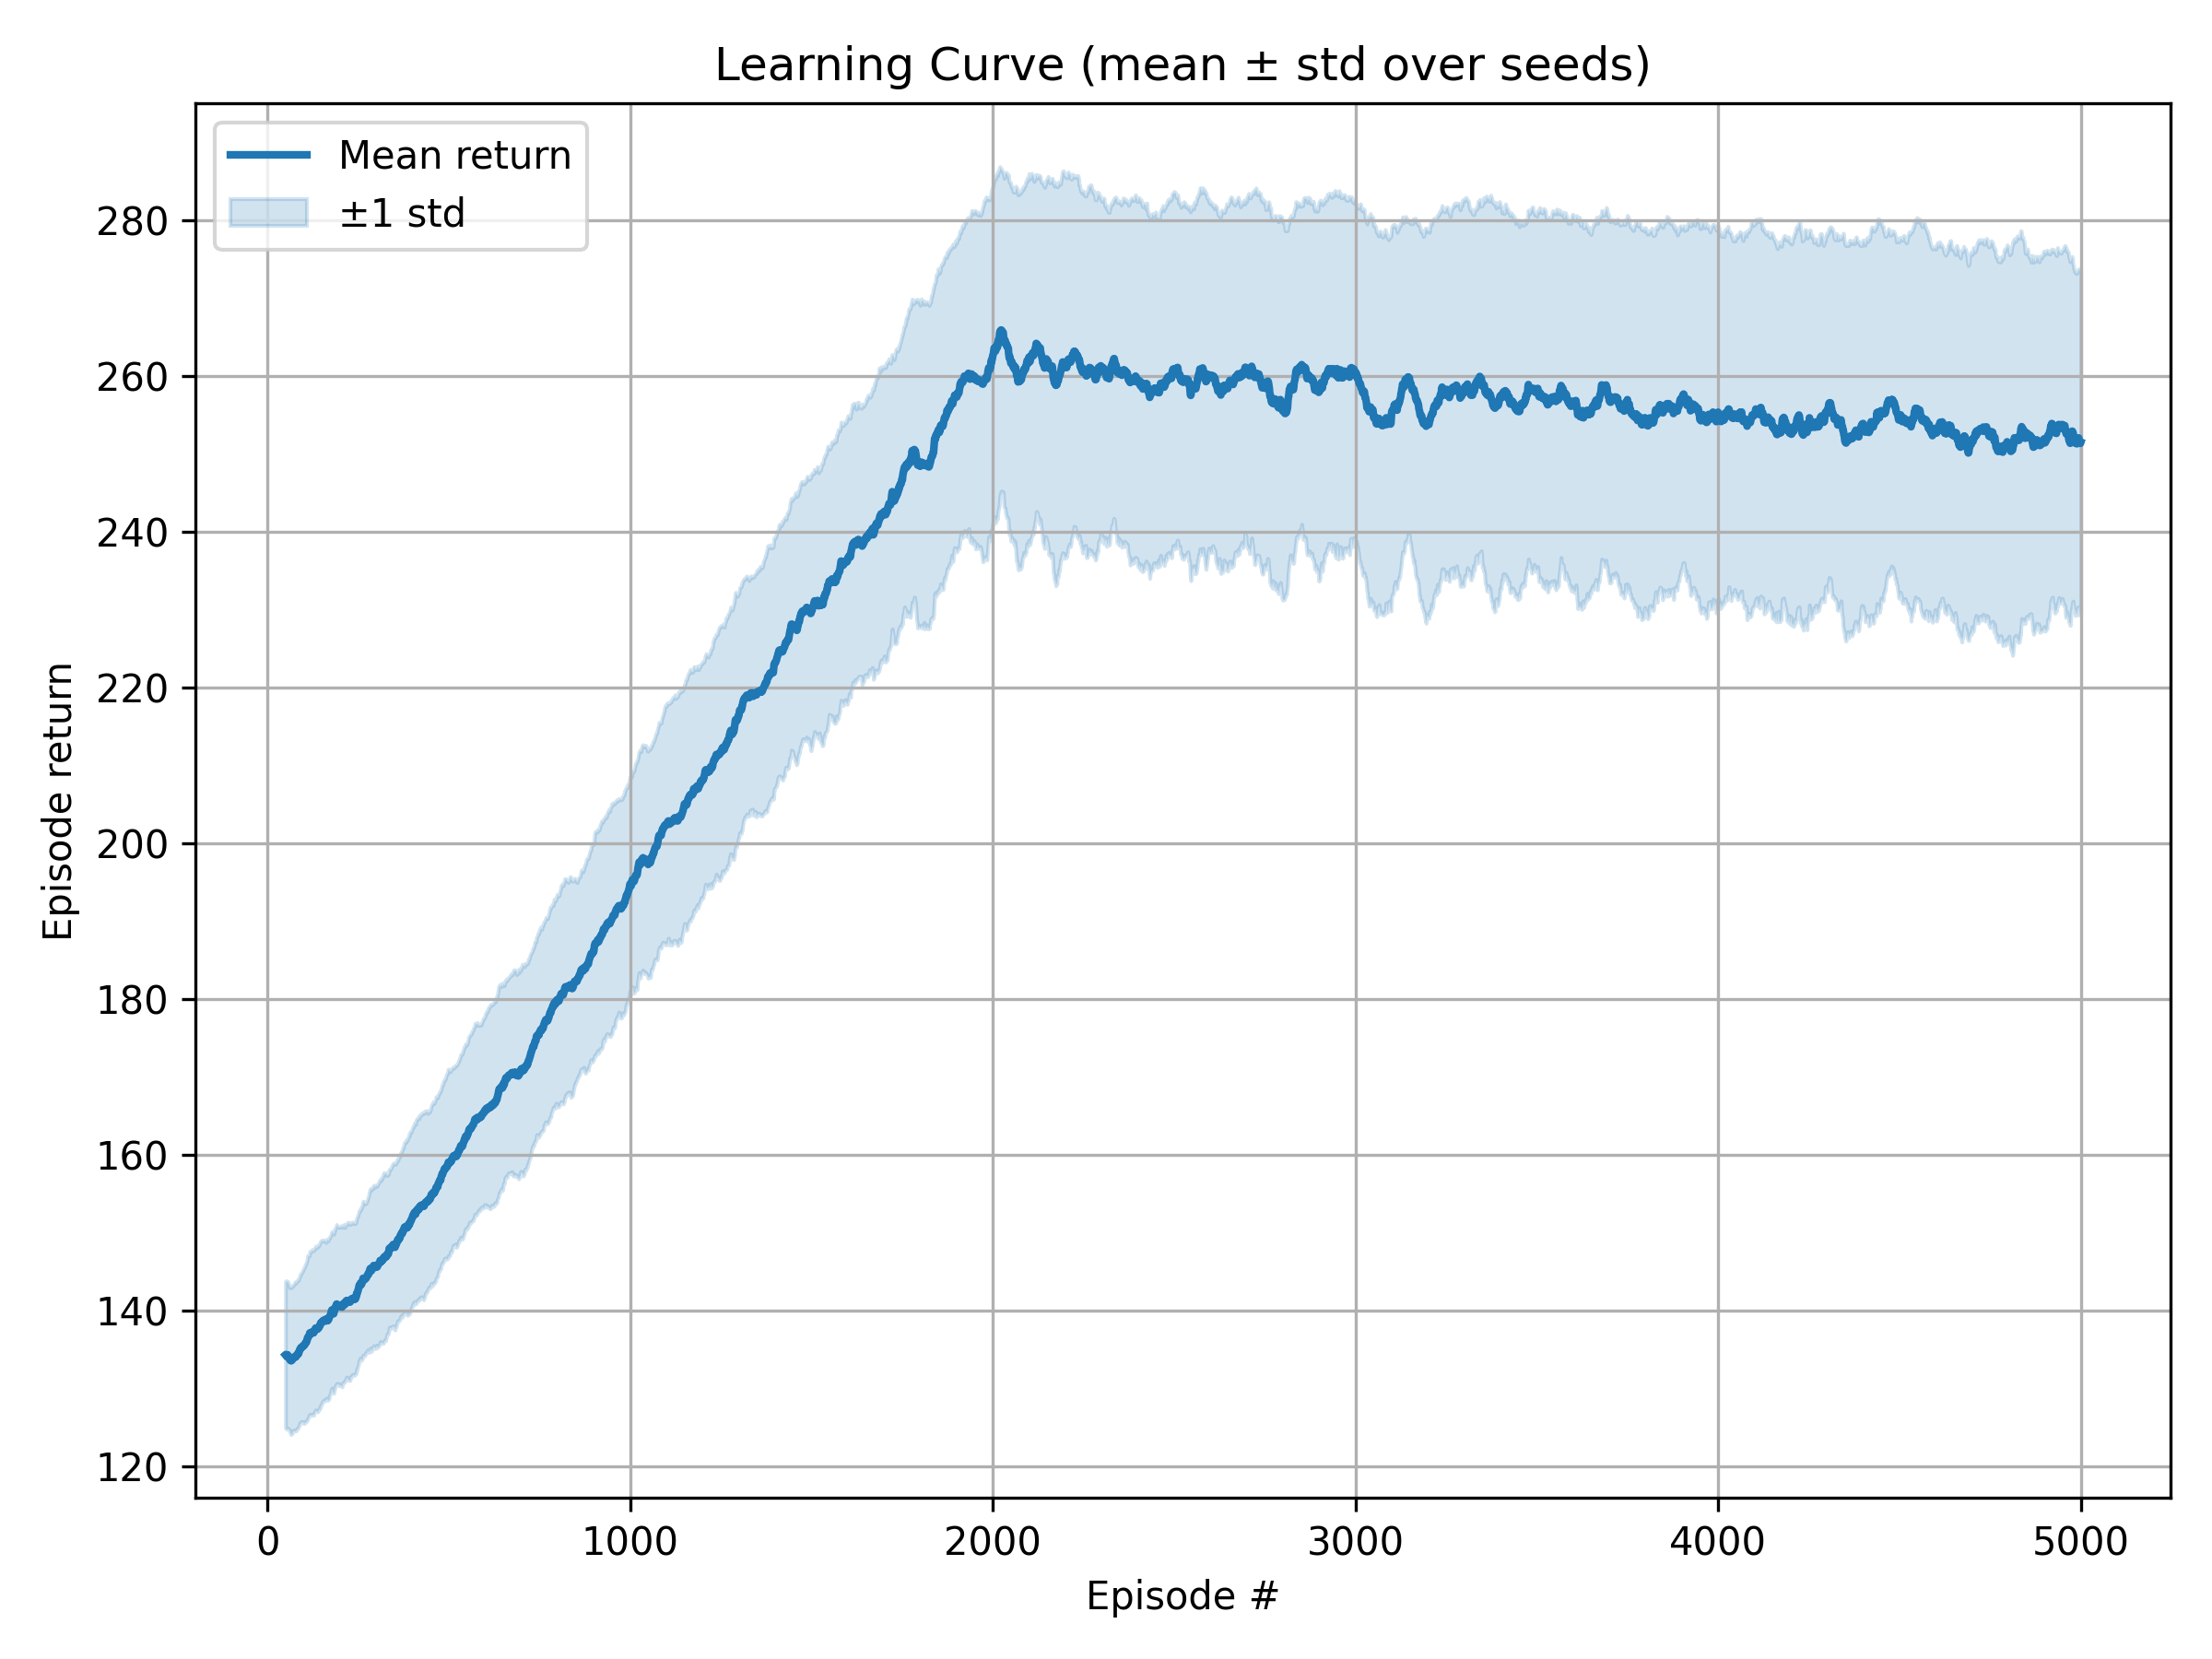 Learning Curve (mean ± std over seeds)
Mean return
±1 std
280
260
240
220
200
180
160
140
120
Episode return
0 1000 2000 3000 4000 5000
Episode #